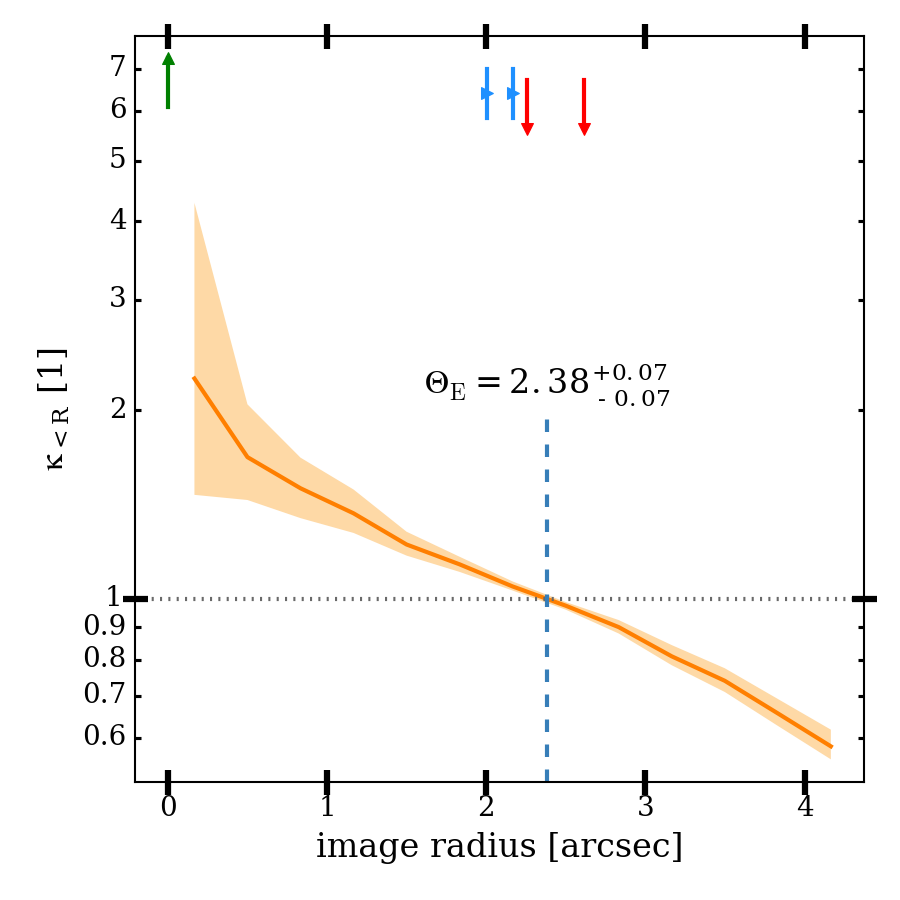 7
6
5
4
3
2
1
0.9
0.8
0.7
0.6
κ<R [1]
Θ_E = 2.38 +0.07 - 0.07
0 1 2 3 4
image radius [arcsec]